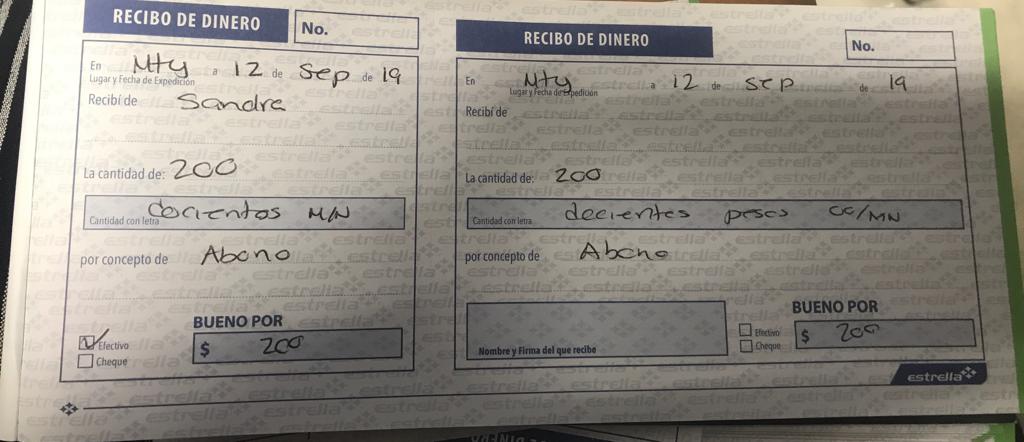 RECIBO DE DINERO
No.
En Mty a 12 de Sep de 19
Lugar y Fecha de Expedición
Recibí de Sandra
La cantidad de: 200
Cantidad con letra docientos M/N
por concepto de Abono
BUENO POR
Efectivo
Cheque
$ 200
RECIBO DE DINERO
No.
En Mty a 12 de sep de 19
Lugar y Fecha de Expedición
Recibí de
La cantidad de: 200
Cantidad con letra decientes pesos 00/MN
por concepto de Abono
BUENO POR
Efectivo
Cheque
$ 200
Nombre y Firma del que recibe
estrella